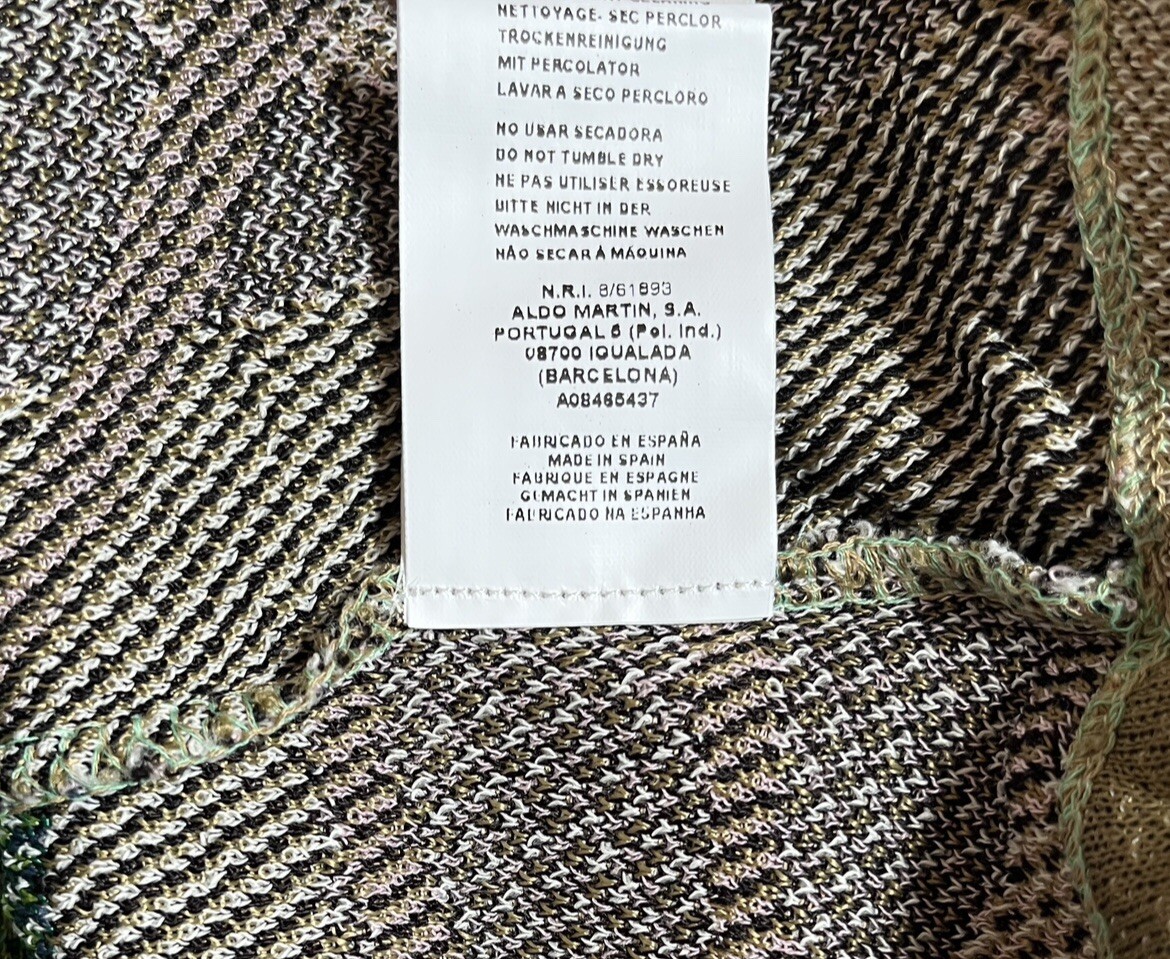 NETTOYAGE- SEC PERCLOR
TROCKENREINIGUNG
MIT PERCOLATOR
LAVAR A SECO PERCLORO
NO USAR SECADORA
DO NOT TUMBLE DRY
NE PAS UTILISER ESSOREUSE
BITTE NICHT IN DER
WASCHMASCHINE WASCHEN
NÃO SECAR À MÁQUINA
N.R.I. 8/61893
ALDO MARTIN, S.A.
PORTUGAL 6 (Pol. Ind.)
08700 IGUALADA
(BARCELONA)
A08465437
FABRICADO EN ESPAÑA
MADE IN SPAIN
FABRIQUE EN ESPAGNE
GEMACHT IN SPANIEN
FABRICADO NA ESPANHA